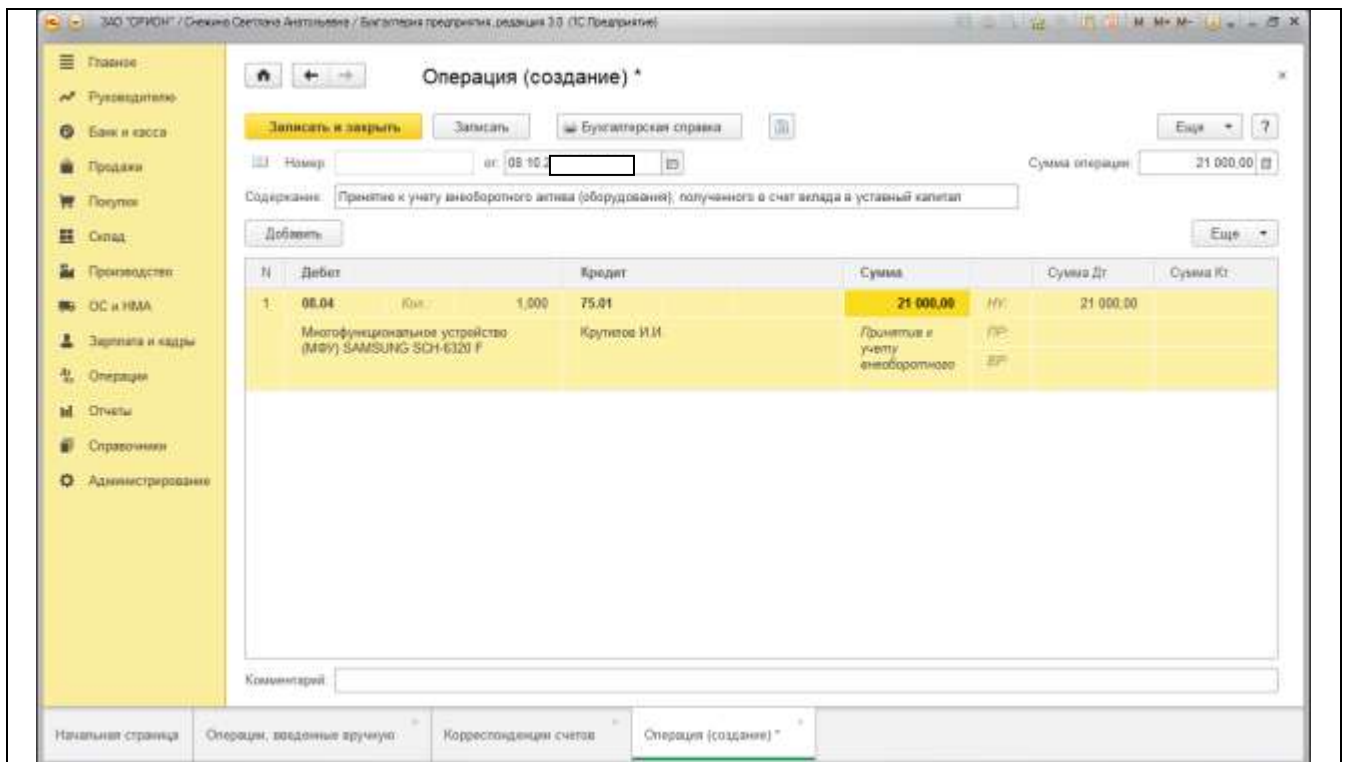 ЗАО "ОРИОН" / Снежина Светлана Анатольевна / Бухгалтерия предприятия, редакция 3.0 (1С:Предприятие)
M M+ M-
Главное
Руководителю
Банк и касса
Продажи
Покупки
Склад
Производство
ОС и НМА
Зарплата и кадры
Операции
Отчеты
Справочники
Администрирование
Операция (создание) *
Записать и закрыть Записать Бухгалтерская справка Еще ?
Номер: от: 08.10.2 Сумма операции: 21 000,00
Содержание: Принятие к учету внеоборотного актива (оборудования), полученного в счет вклада в уставный капитал
Добавить Еще
N Дебет Кредит Сумма Сумма Дт Сумма Кт
1 08.04 Кол.: 1,000 75.01 21 000,00 НУ: 21 000,00
Многофункциональное устройство Принятие к ПР:
(МФУ) SAMSUNG SCH-6320 F И.И. учету
внеоборотного ВР:
Комментарий:
Начальная страница Операции, введенные вручную Корреспонденции счетов Операция (создание) *